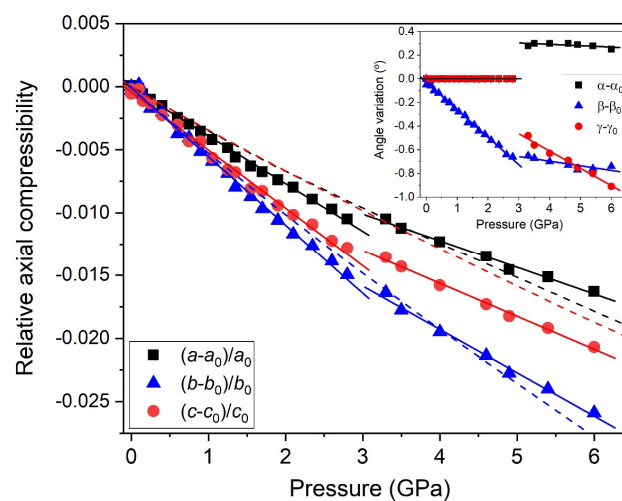 0.005
0.000
-0.005
-0.010
-0.015
-0.020
-0.025
Relative axial compressibility
0 1 2 3 4 5 6
Pressure (GPa)
(a-a₀)/a₀
(b-b₀)/b₀
(c-c₀)/c₀
0.4
0.0
-0.2
-0.4
-0.6
-0.8
-1.0
Angle variation (°)
0 1 2 3 4 5 6
Pressure (GPa)
α-α₀
β-β₀
γ-γ₀